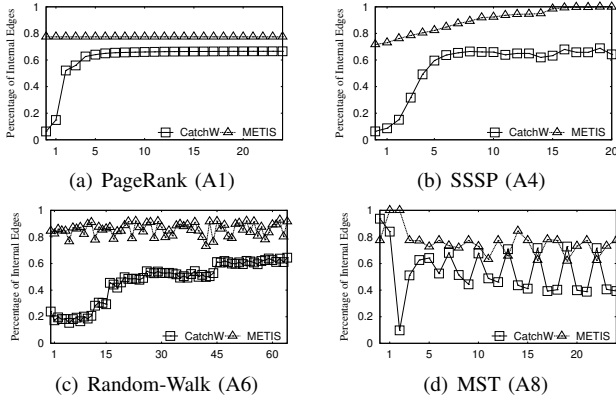 Percentage of Internal Edges
1
0.8
0.6
0.4
0.2
0
CatchW
METIS
1
5
10
15
20
(a) PageRank (A1)
Percentage of Internal Edges
1
0.8
0.6
0.4
0.2
0
CatchW
METIS
1
5
10
15
20
(b) SSSP (A4)
Percentage of Internal Edges
1
0.8
0.6
0.4
0.2
0
CatchW
METIS
1
15
30
45
60
(c) Random-Walk (A6)
Percentage of Internal Edges
1
0.8
0.6
0.4
0.2
0
CatchW
METIS
1
5
10
15
20
(d) MST (A8)